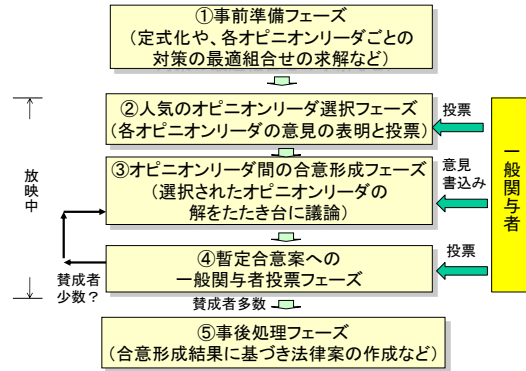 ①事前準備フェーズ
(定式化や、各オピニオンリーダごとの
対策の最適組合せの求解など)
②人気のオピニオンリーダ選択フェーズ
(各オピニオンリーダの意見の表明と投票)
投票
③オピニオンリーダ間の合意形成フェーズ
(選択されたオピニオンリーダの
解をたたき台に議論)
意見
書込み
一般関与者
放映中
④暫定合意案への
一般関与者投票フェーズ
投票
賛成者
少数？
賛成者多数
⑤事後処理フェーズ
(合意形成結果に基づき法律案の作成など)